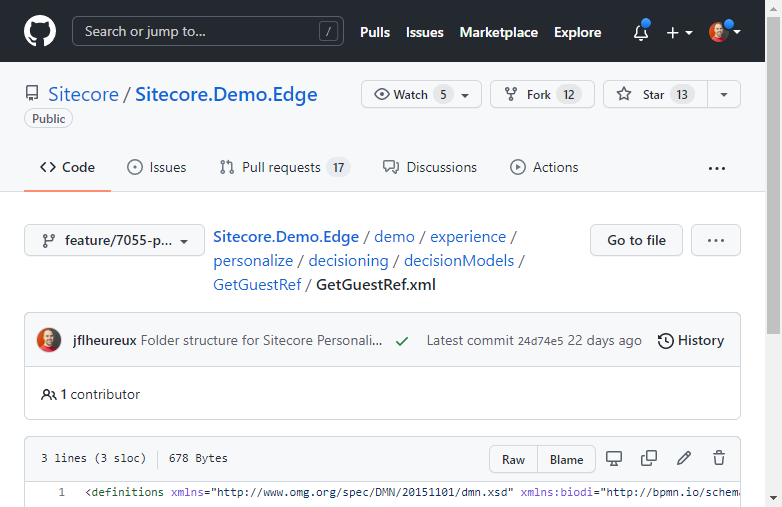 Search or jump to... / Pulls Issues Marketplace Explore
Sitecore / Sitecore.Demo.Edge Watch 5 Fork 12 Star 13
Public
Code Issues Pull requests 17 Discussions Actions ...
feature/7055-p... Sitecore.Demo.Edge / demo / experience / Go to file ...
personalize / decisioning / decisionModels /
GetGuestRef / GetGuestRef.xml
jflheureux Folder structure for Sitecore Personali... Latest commit 24d74e5 22 days ago History
1 contributor
3 lines (3 sloc) 678 Bytes Raw Blame
1 <definitions xmlns="http://www.omg.org/spec/DMN/20151101/dmn.xsd" xmlns:biodi="http://bpmn.io/schema